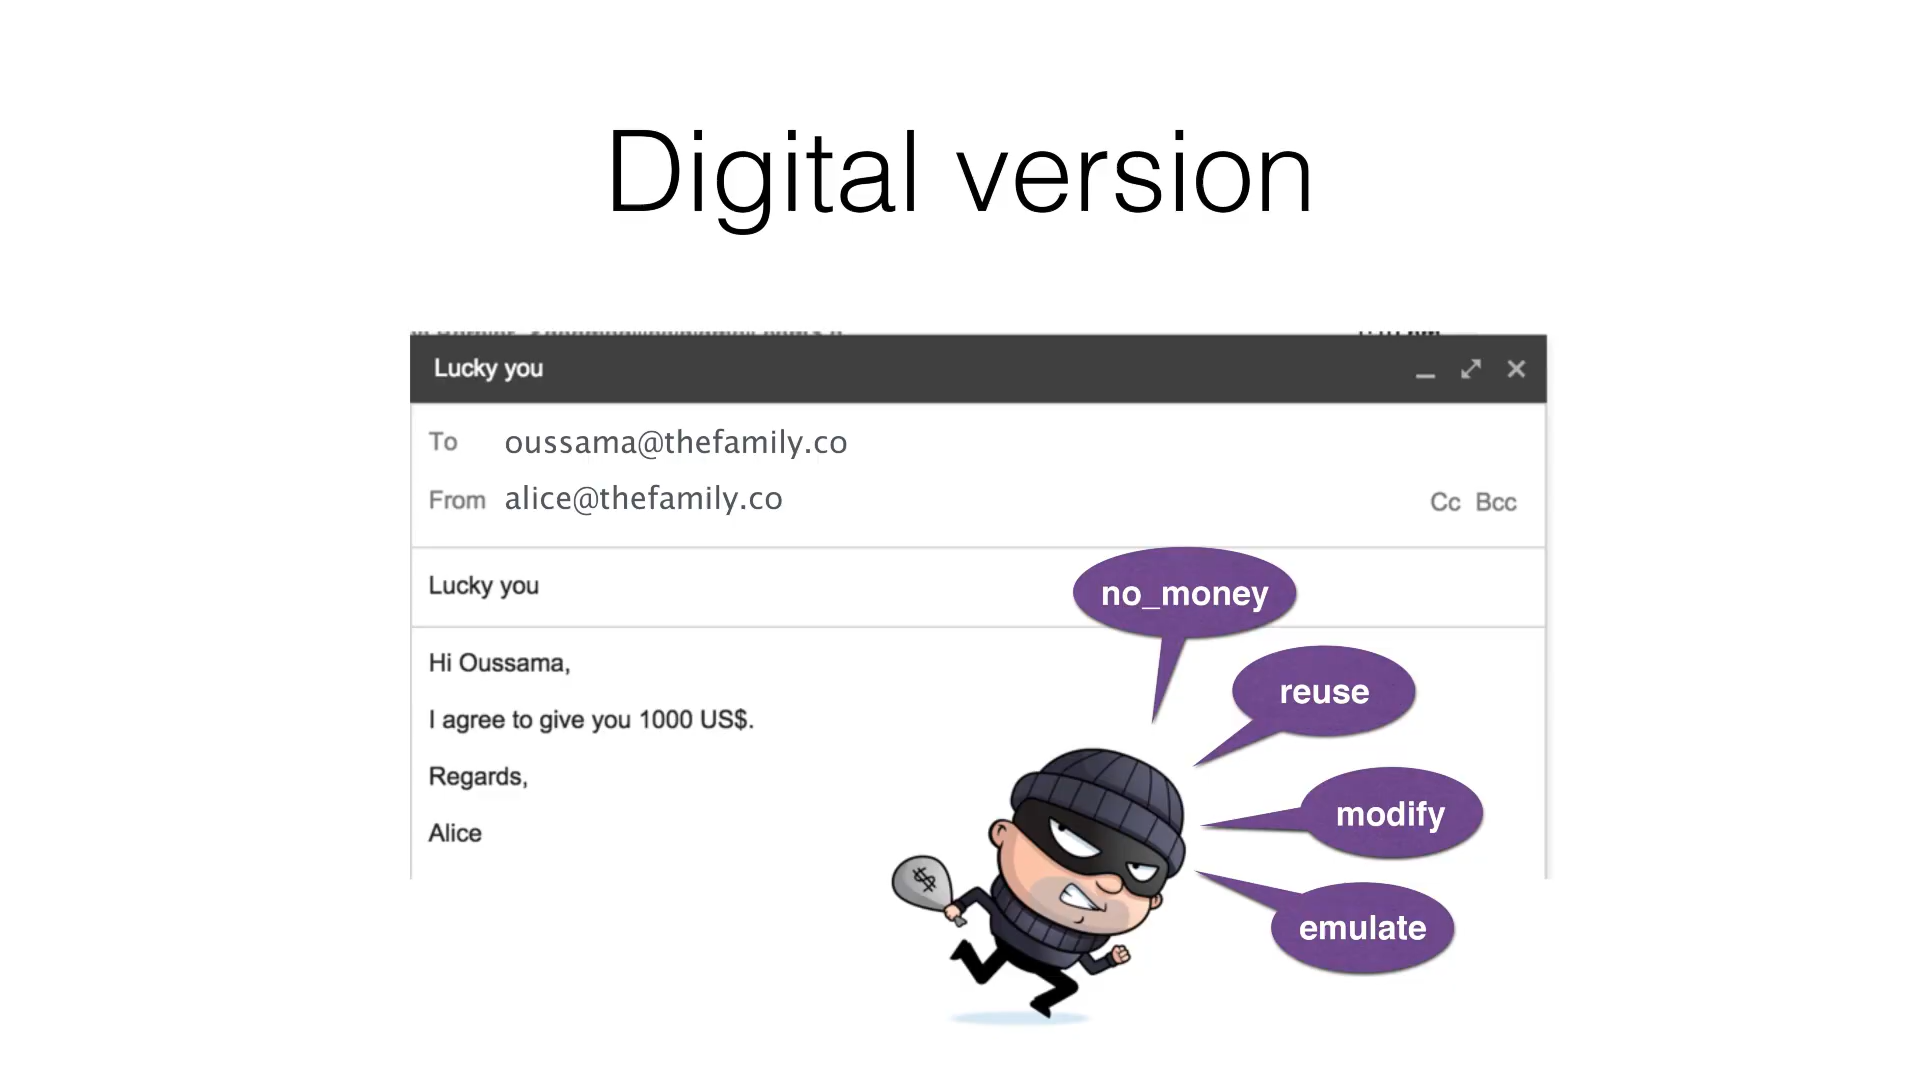 Digital version
Lucky you
To oussama@thefamily.co
From alice@thefamily.co
Cc Bcc
Lucky you
Hi Oussama,
I agree to give you 1000 US$.
Regards,
Alice
no_money
reuse
modify
emulate
$